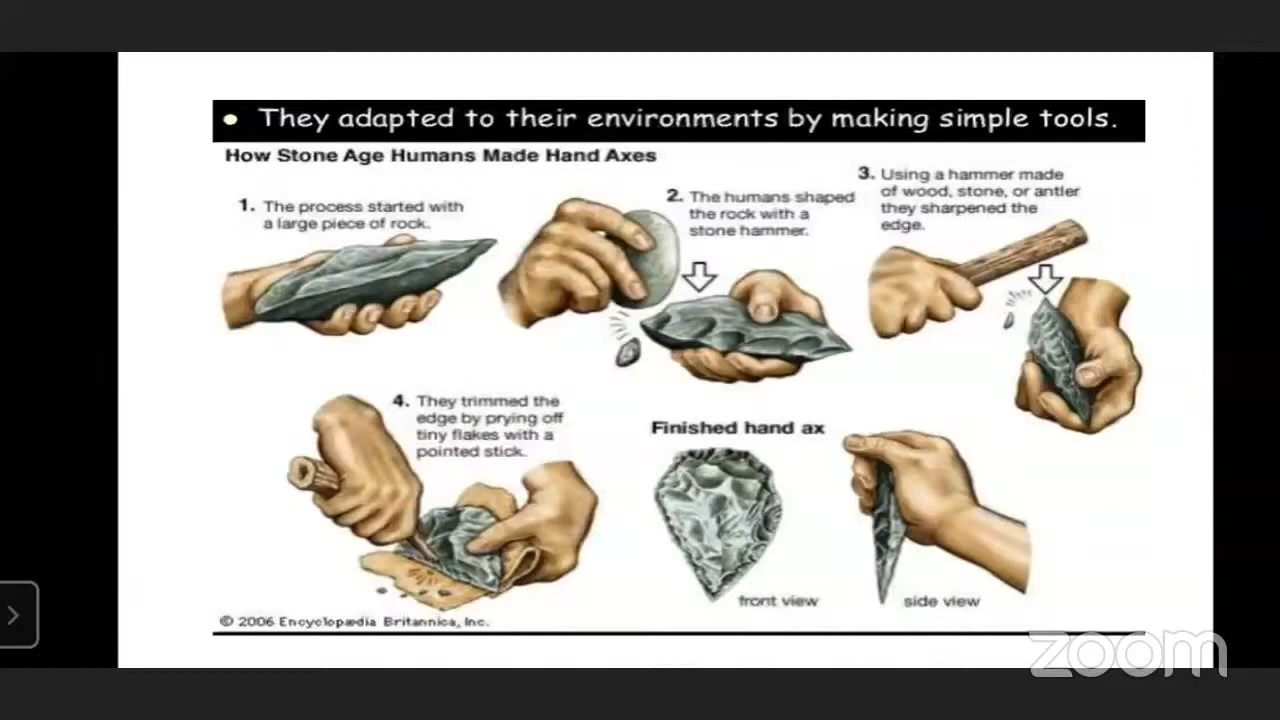 • They adapted to their environments by making simple tools.
How Stone Age Humans Made Hand Axes
1. The process started with
a large piece of rock.
2. The humans shaped
the rock with a
stone hammer.
3. Using a hammer made
of wood, stone, or antler
they sharpened the
edge.
4. They trimmed the
edge by prying off
tiny flakes with a
pointed stick.
Finished hand ax
front view
side view
© 2006 Encyclopædia Britannica, Inc.
zoom